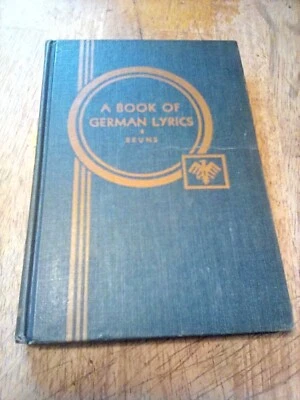 A BOOK OF
GERMAN LYRICS
BRUNS